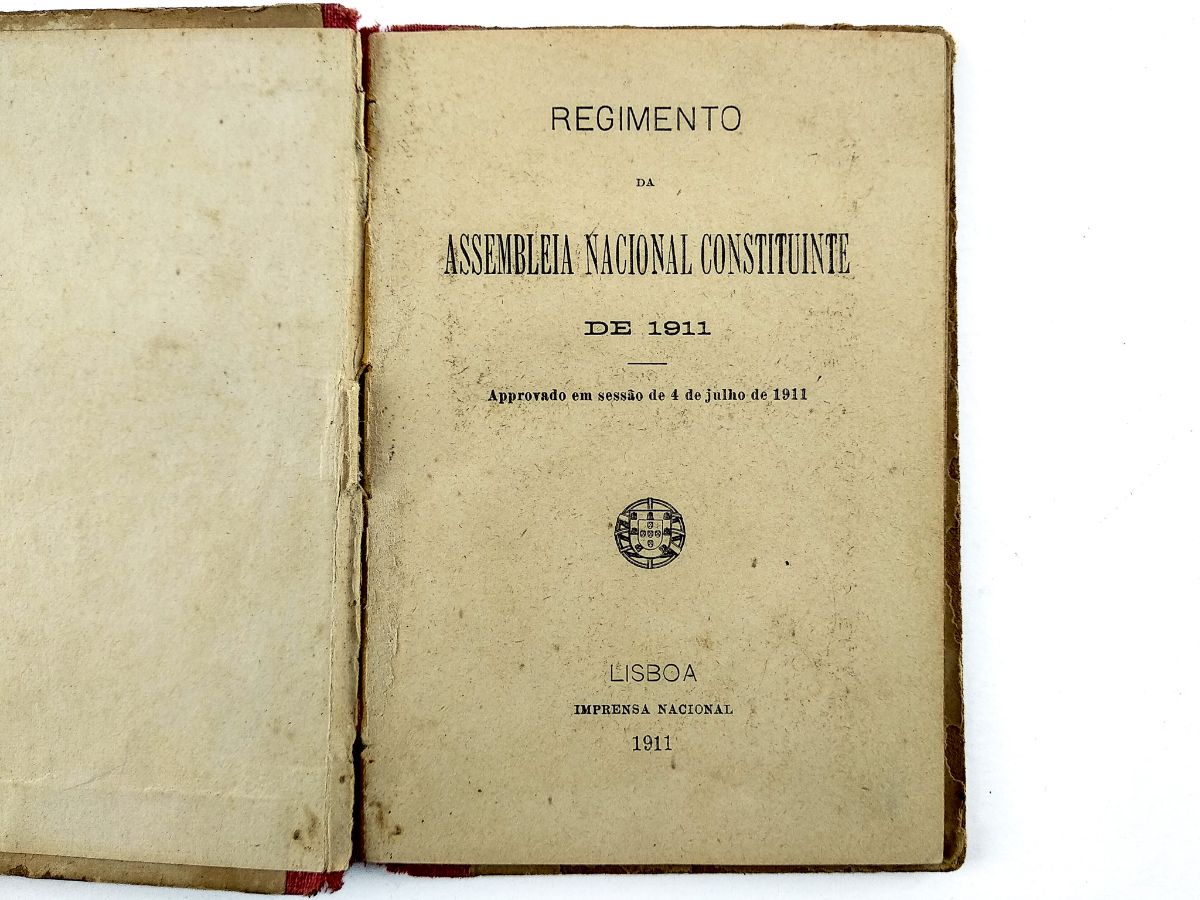 REGIMENTO
DA
ASSEMBLEIA NACIONAL CONSTITUINTE
DE 1911
Approvado em sessão de 4 de julho de 1911
LISBOA
IMPRENSA NACIONAL
1911